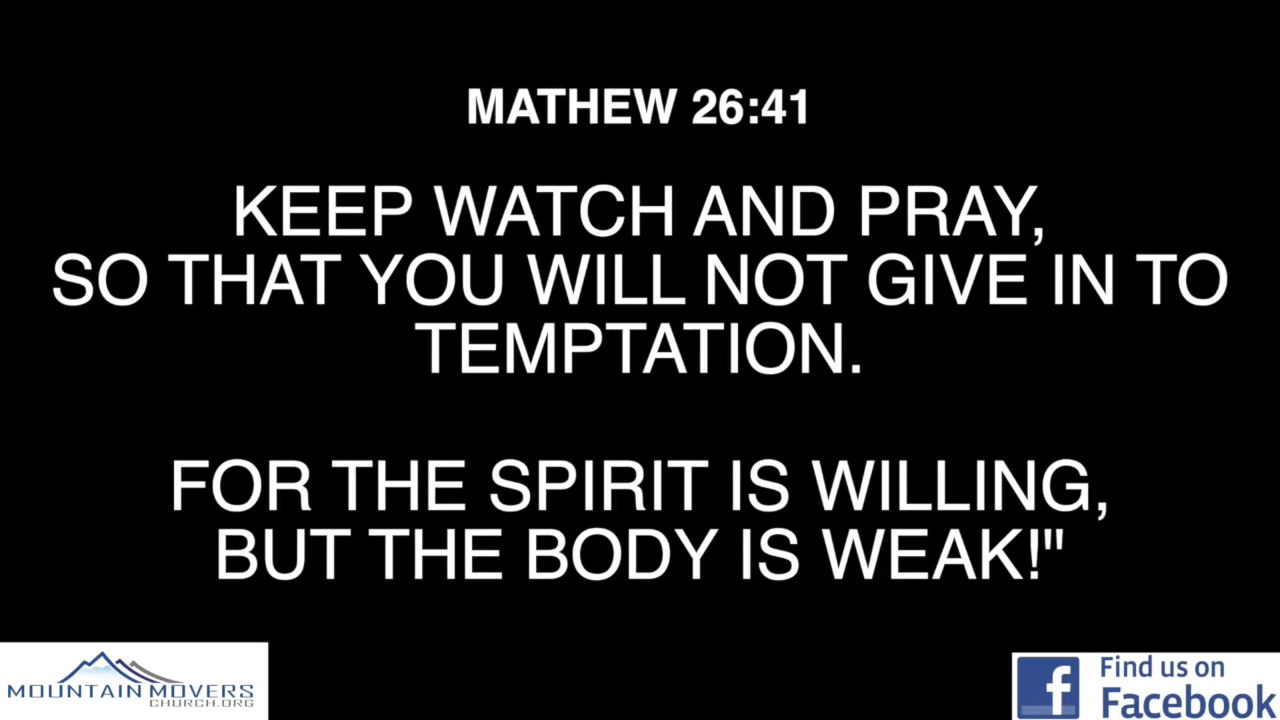 MATHEW 26:41
KEEP WATCH AND PRAY,
SO THAT YOU WILL NOT GIVE IN TO
TEMPTATION.
FOR THE SPIRIT IS WILLING,
BUT THE BODY IS WEAK!"
MOUNTAIN MOVERS
CHURCH.ORG
f
Find us on
Facebook